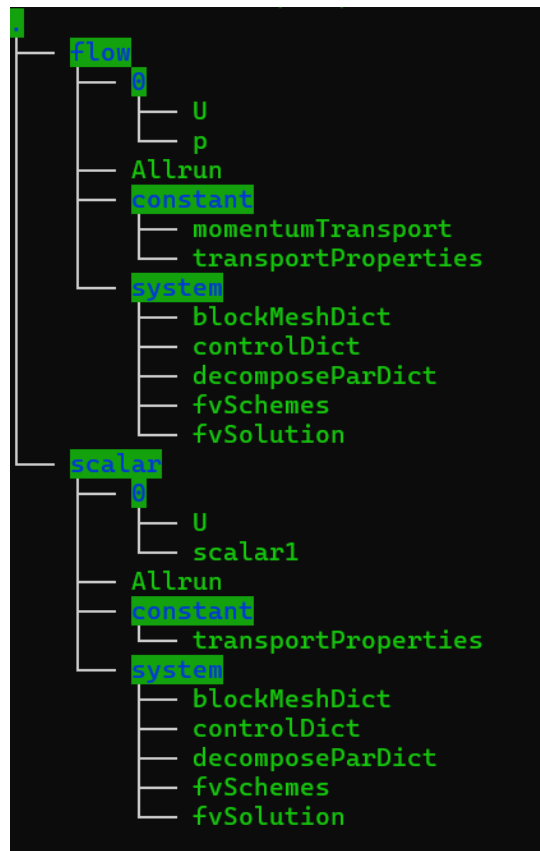 .
flow
0
U
p
Allrun
constant
momentumTransport
transportProperties
system
blockMeshDict
controlDict
decomposeParDict
fvSchemes
fvSolution
scalar
0
U
scalar1
Allrun
constant
transportProperties
system
blockMeshDict
controlDict
decomposeParDict
fvSchemes
fvSolution